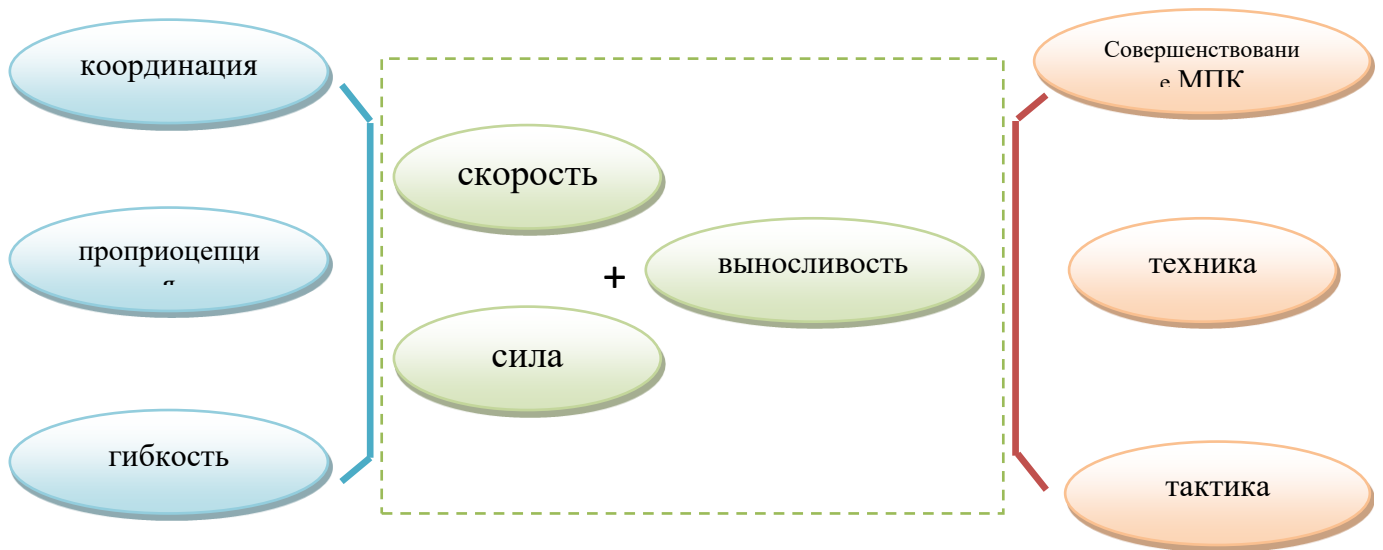 координация
проприоцепци
я
гибкость
скорость
+
сила
выносливость
Совершенствовани
е МПК
техника
тактика